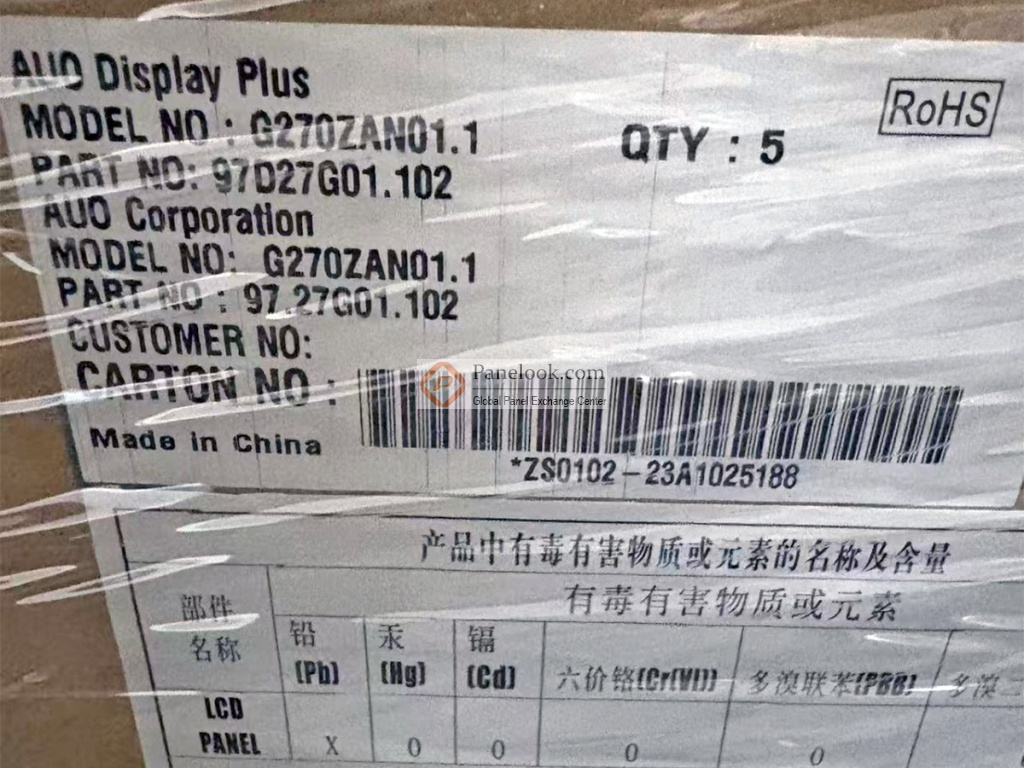 AUO Display Plus
MODEL NO : G270ZAN01.1
QTY : 5
RoHS
PART NO: 97D27G01.102
AUO Corporation
MODEL NO: G270ZAN01.1
PART NO : 97.27G01.102
CUSTOMER NO:
CARTON NO :
Panelook.com
Global Panel Exchange Center
Made in China
*ZS0102-23A1025188
产品中有毒有害物质或元素的名称及含量
部件
名称
有毒有害物质或元素
铅
(Pb)
汞
(Hg)
镉
(Cd)
六价铬(Cr(VI))
多溴联苯(PBB)
多溴二
LCD
PANEL
X 0 0 0 0